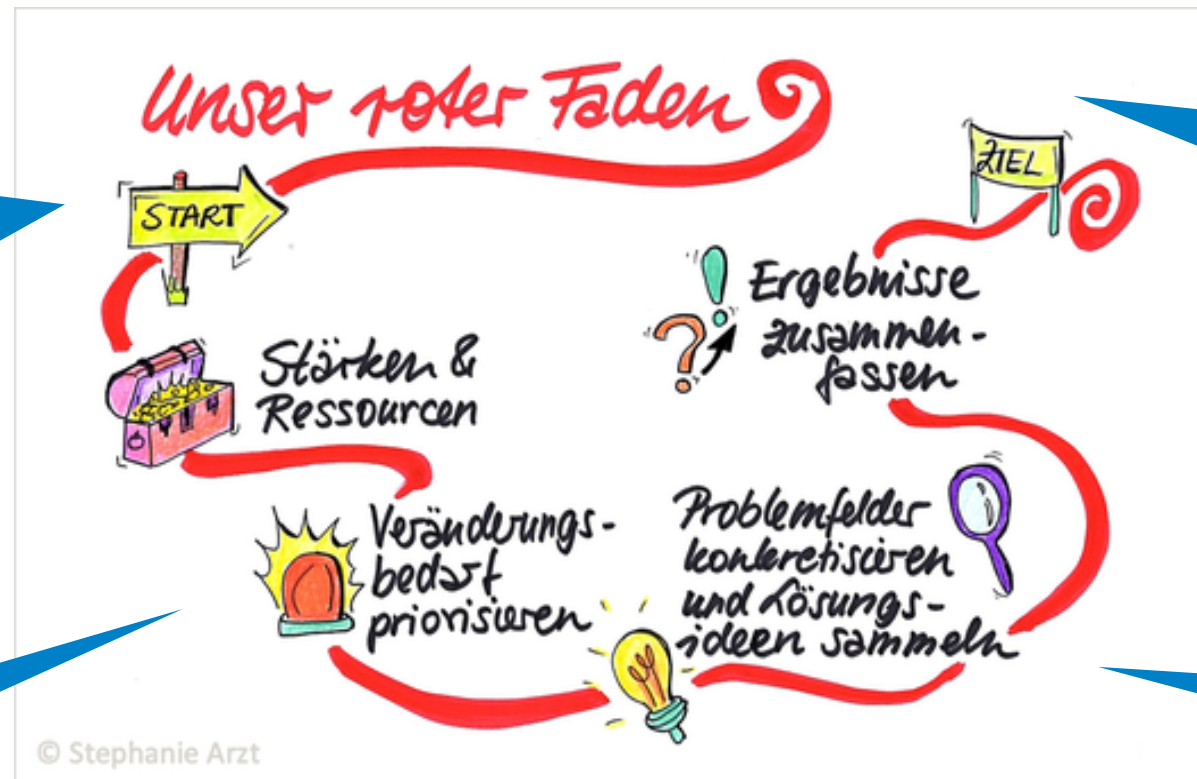 Unser roter Faden
START
Stärken &
Ressourcen
Veränderungs-
bedarf
priorisieren
Problemfelder
konkretisieren
und Lösungs-
ideen sammeln
Ergebnisse
zusammen-
fassen
ZIEL
© Stephanie Arzt